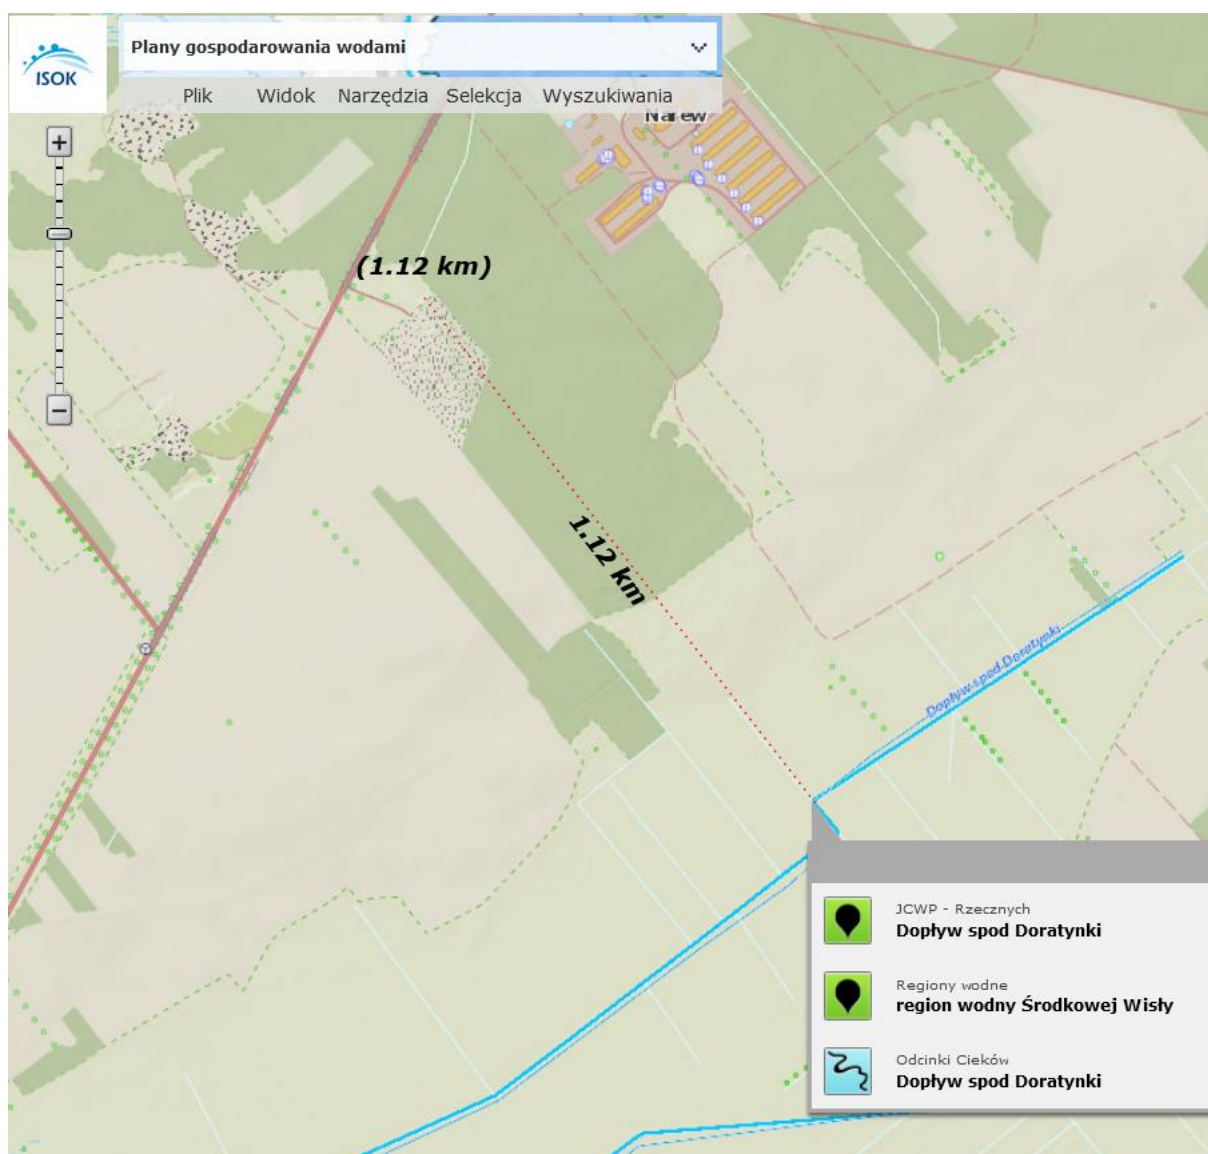 ISOK
Plany gospodarowania wodami
Plik Widok Narzędzia Selekcja Wyszukiwania
Narew
+
(1.12 km)
−
1.12 km
Dopływ spod Doratynki
JCWP - Rzecznych
Dopływ spod Doratynki
Regiony wodne
region wodny Środkowej Wisły
Odcinki Cieków
Dopływ spod Doratynki